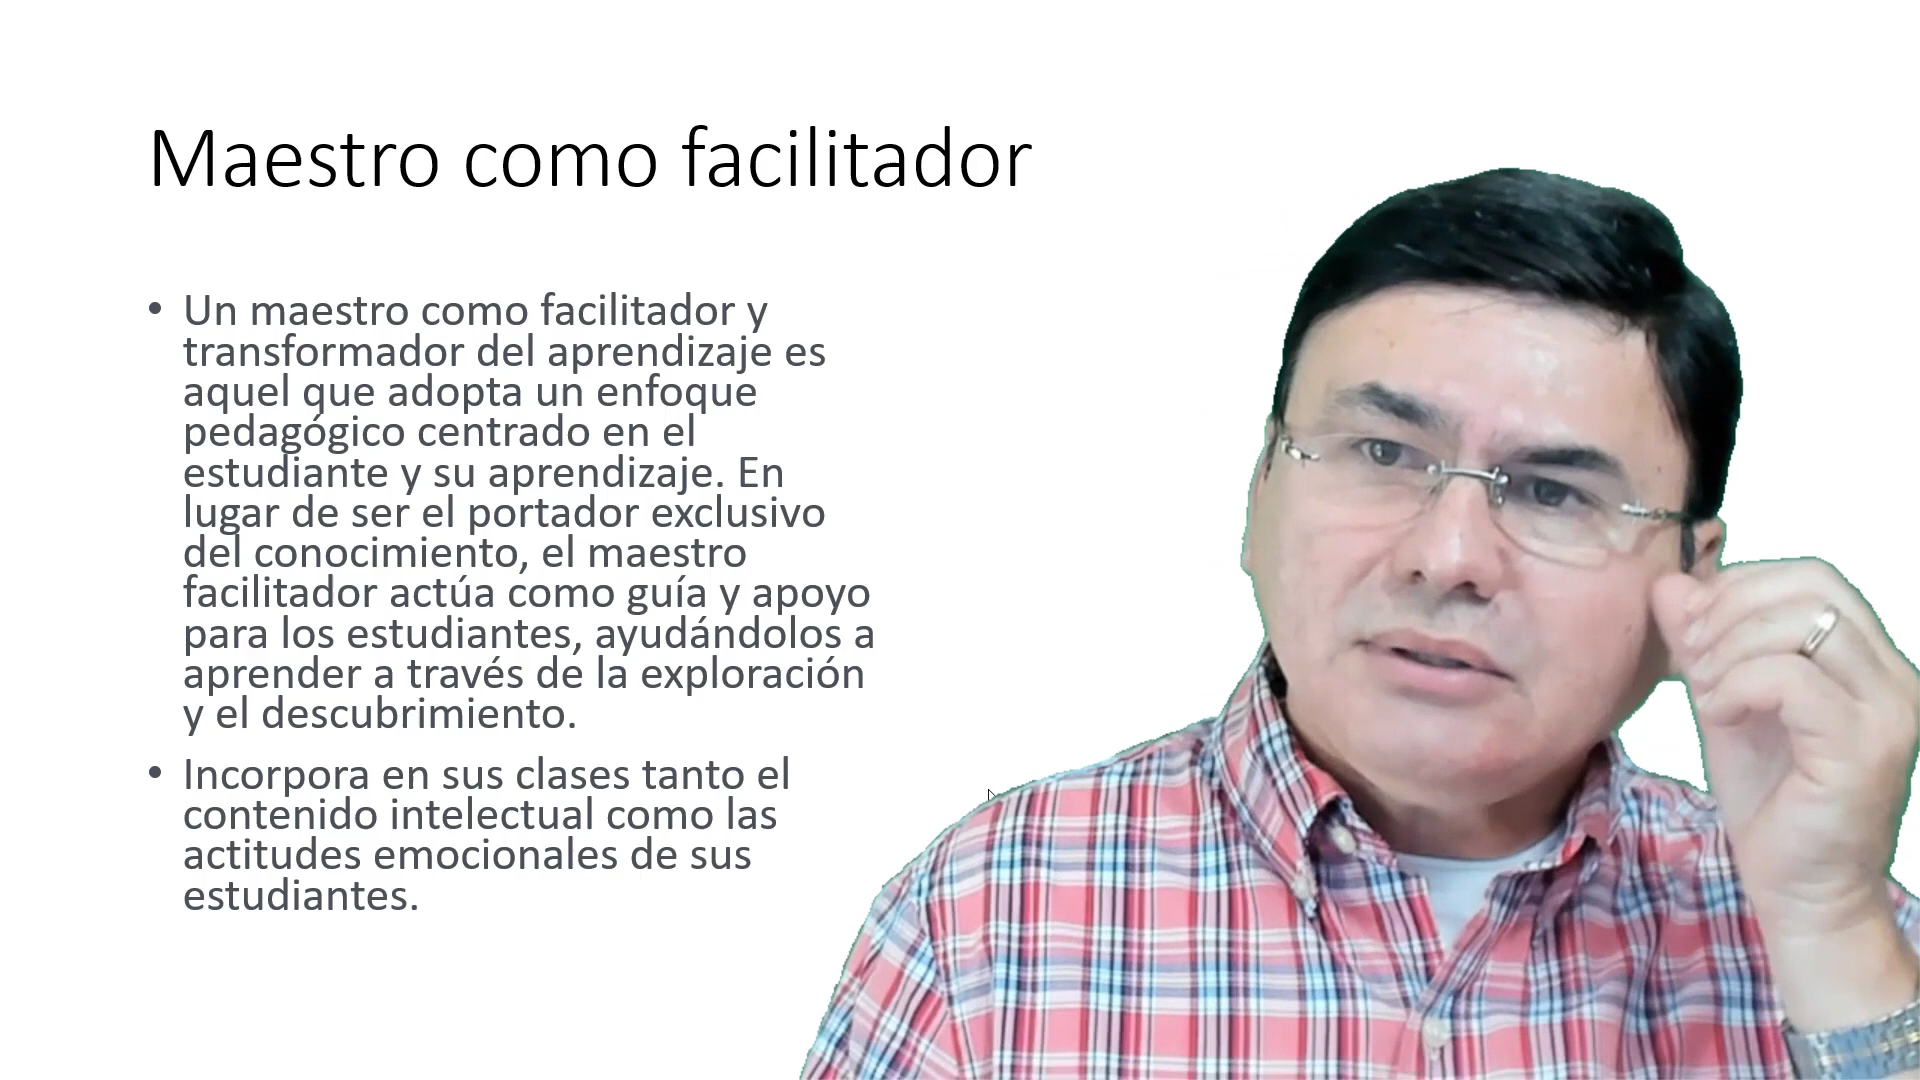 Maestro como facilitador
• Un maestro como facilitador y
transformador del aprendizaje es
aquel que adopta un enfoque
pedagógico centrado en el
estudiante y su aprendizaje. En
lugar de ser el portador exclusivo
del conocimiento, el maestro
facilitador actúa como guía y apoyo
para los estudiantes, ayudándolos a
aprender a través de la exploración
y el descubrimiento.
• Incorpora en sus clases tanto el
contenido intelectual como las
actitudes emocionales de sus
estudiantes.